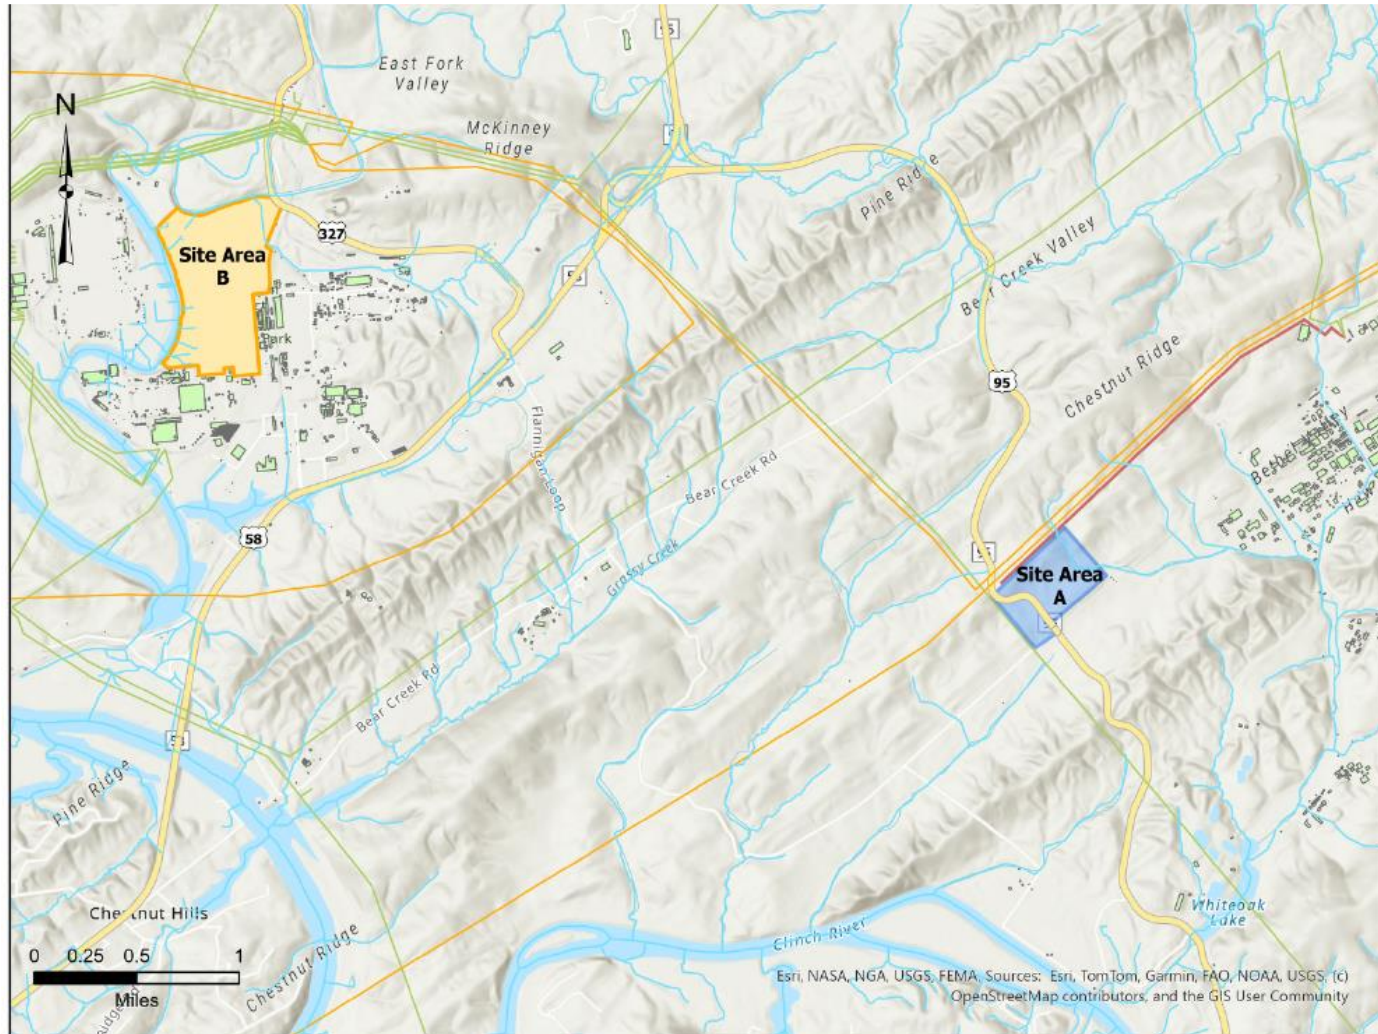 95
East Fork
Valley
N
McKinney
Ridge
Pine Ridge
327
Site Area
B
Bear Creek Valley
Park
95
Chestnut Ridge
Flannigan Loop
Bear Creek Rd
58
Grassy Creek
95
Site Area
A
95
Bear Creek Rd
58
Pine Ridge
Chestnut Hills
Whiteoak
Lake
Clinch River
Chestnut Ridge
0 0.25 0.5 1
Miles
Esri, NASA, NGA, USGS, FEMA, Sources: Esri, TomTom, Garmin, FAO, NOAA, USGS, (c)
OpenStreetMap contributors, and the GIS User Community